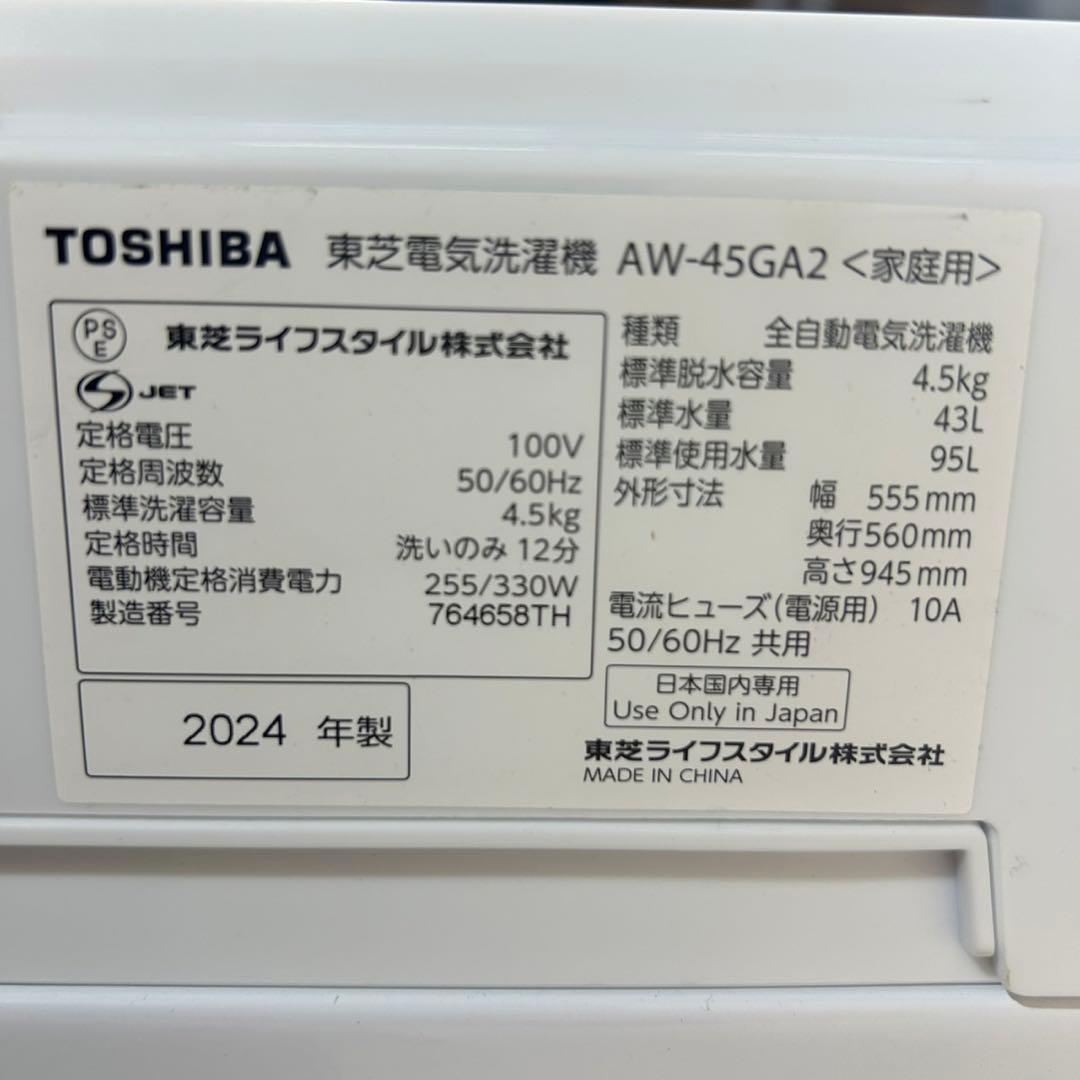 TOSHIBA 東芝電気洗濯機 AW-45GA2 <家庭用>
PSE 東芝ライフスタイル株式会社
S JET
定格電圧 100V
定格周波数 50/60Hz
標準洗濯容量 4.5kg
定格時間 洗いのみ 12分
電動機定格消費電力 255/330W
製造番号 764658TH
2024 年製
種類 全自動電気洗濯機
標準脱水容量 4.5kg
標準水量 43L
標準使用水量 95L
外形寸法 幅 555mm
奥行560mm
高さ945mm
電流ヒューズ(電源用) 10A
50/60Hz 共用
日本国内専用
Use Only in Japan
東芝ライフスタイル株式会社
MADE IN CHINA